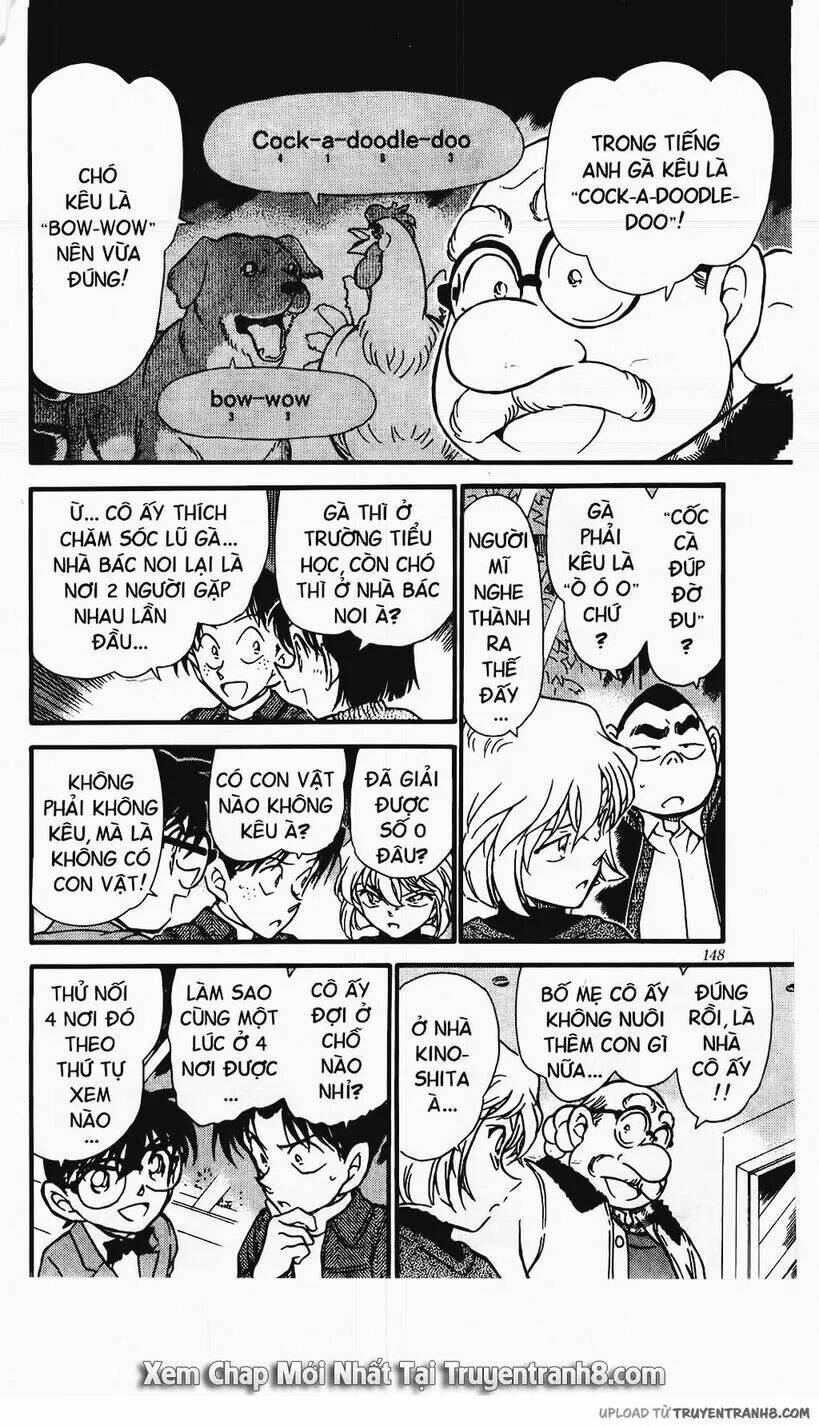 TRONG TIẾNG
ANH GÀ KÊU LÀ
"COCK-A-DOODLE-
DOO"!
Cock-a-doodle-doo
4 1 6 3
CHÓ
KÊU LÀ
"BOW-WOW"
NÊN VỪA
ĐÚNG!
bow-wow
3 3
"CỐC
CÀ
ĐÚP
ĐỜ
ĐU"
?
GÀ
PHẢI
KÊU LÀ
"Ò Ó O"
CHỨ
?
NGƯỜI
MĨ
NGHE
THÀNH
RA
THẾ
ĐẤY
...
GÀ THÌ Ở
TRƯỜNG TIỂU
HỌC, CÒN CHÓ
THÌ Ở NHÀ BÁC
NOI À?
Ừ... CÔ ẤY THÍCH
CHĂM SÓC LŨ GÀ...
NHÀ BÁC NOI LẠI LÀ
NƠI 2 NGƯỜI GẶP
NHAU LẦN
ĐẦU...
ĐÃ GIẢI
ĐƯỢC
SỐ 0
ĐÂU?
CÓ CON VẬT
NÀO KHÔNG
KÊU À?
KHÔNG
PHẢI KHÔNG
KÊU, MÀ LÀ
KHÔNG CÓ
CON VẬT!
148
ĐÚNG
RỒI, LÀ
NHÀ
CÔ ẤY
!!
BỐ MẸ CÔ ẤY
KHÔNG NUÔI
THÊM CON GÌ
NỮA...
Ở NHÀ
KINO-
SHITA
À...
CÔ ẤY
ĐỢI Ở
CHỖ
NÀO
NHỈ?
LÀM SAO
CÙNG MỘT
LÚC Ở 4
NƠI ĐƯỢC
...
THỬ NỐI
4 NƠI ĐÓ
THEO
THỨ TỰ
XEM
NÀO
...
Xem Chap Mới Nhất Tại Truyentranh8.com
UPLOAD TỪ TRUYENTRANH8.COM